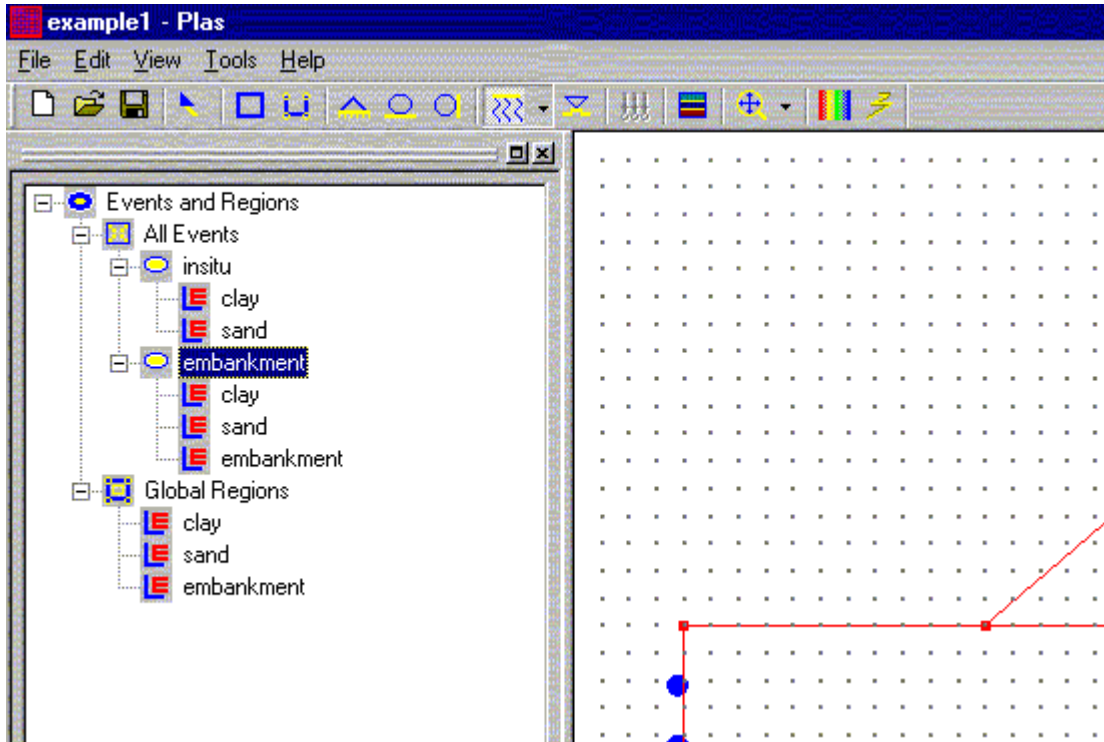 example1 - Plas
File Edit View Tools Help
Events and Regions
All Events
insitu
clay
sand
embankment
clay
sand
embankment
Global Regions
clay
sand
embankment